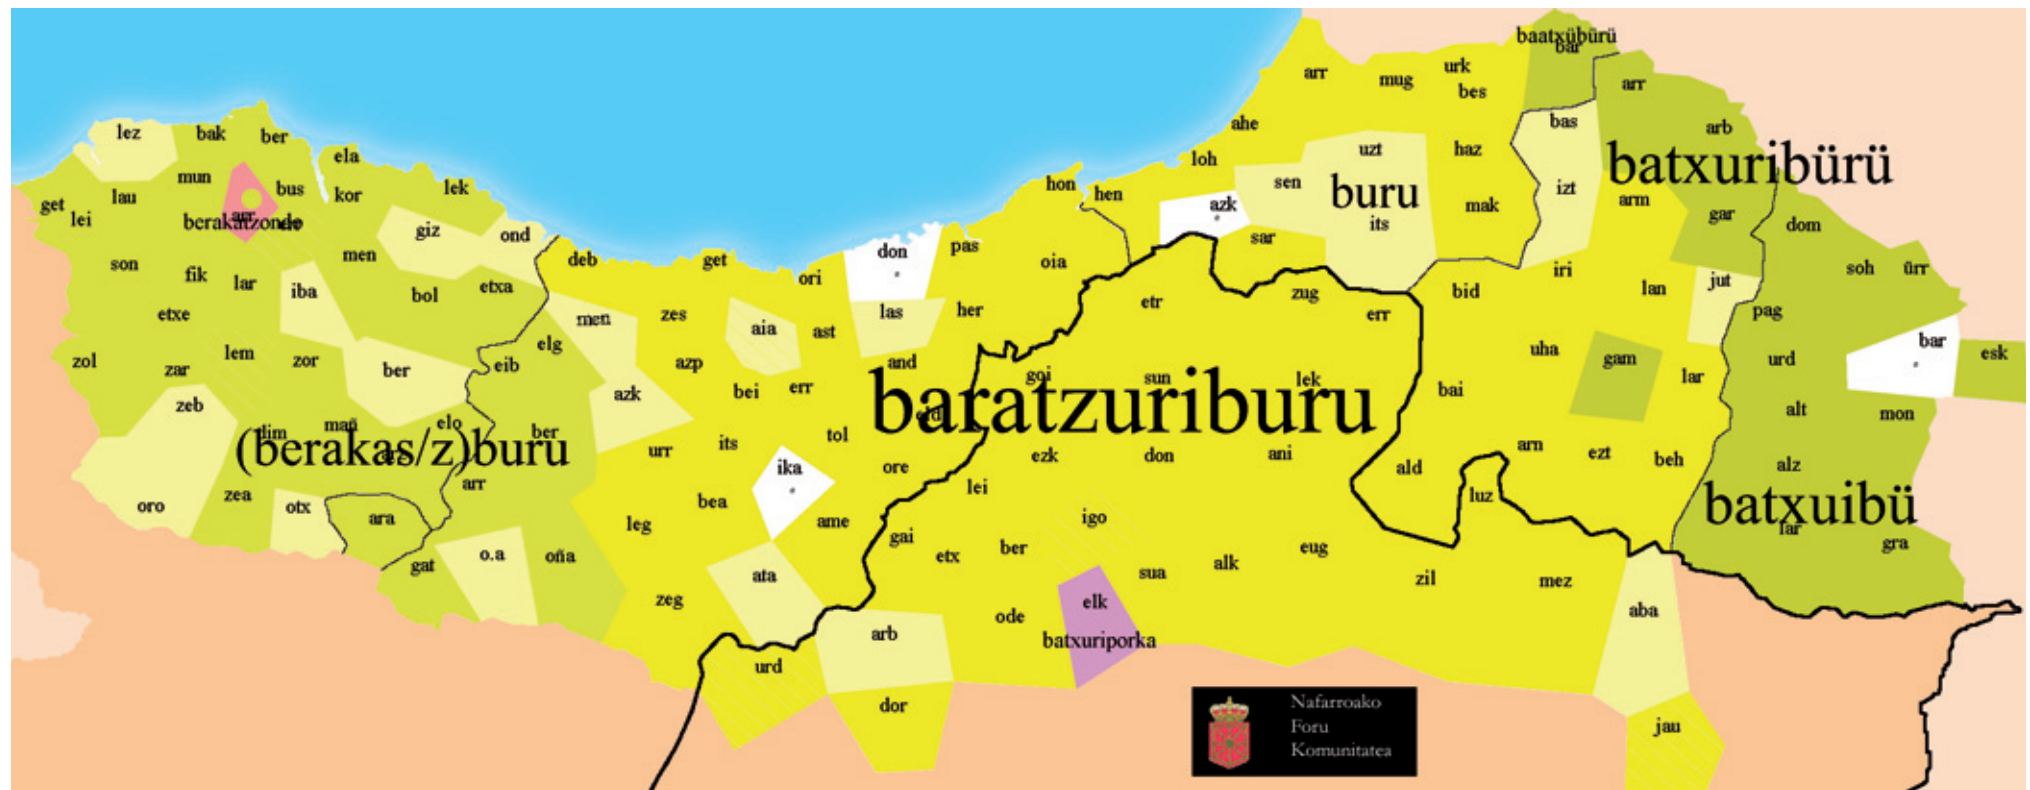 baatxübürü
bar
urk
arr
mug
bes
arr
lez
bak
ber
ahe
bas
arb
ela
loh
uzt
haz
batxuribürü
mun
bus
kor
lek
hon
hen
sen
buru
izt
get
lau
lei
berakatzondo
azk
its
mak
arm
gar
dom
giz
ond
men
sar
son
fik
lar
iba
bol
etxa
deb
get
ori
don
pas
oia
iri
soh
ürr
etxe
men
zes
aia
ast
las
her
etr
zug
err
bid
lan
jut
pag
zol
zar
lem
zor
ber
eib
elg
azp
bei
err
and
goi
sun
lek
uha
gam
lar
urd
bar
esk
zeb
azk
baratzuriburu
bai
alt
mon
mañ
elo
ber
(berakas/z)buru
urr
its
tol
ore
ezk
don
ani
ald
arn
ezt
beh
alz
oro
zea
otx
ara
arr
leg
bea
ika
ame
lei
igo
luz
batxuibü
gat
o.a
oña
ata
gai
etx
ber
sua
alk
eug
zil
mez
gra
zeg
arb
ode
elk
batxuriporka
aba
urd
dor
jau
Nafarroako
Foru
Komunitatea